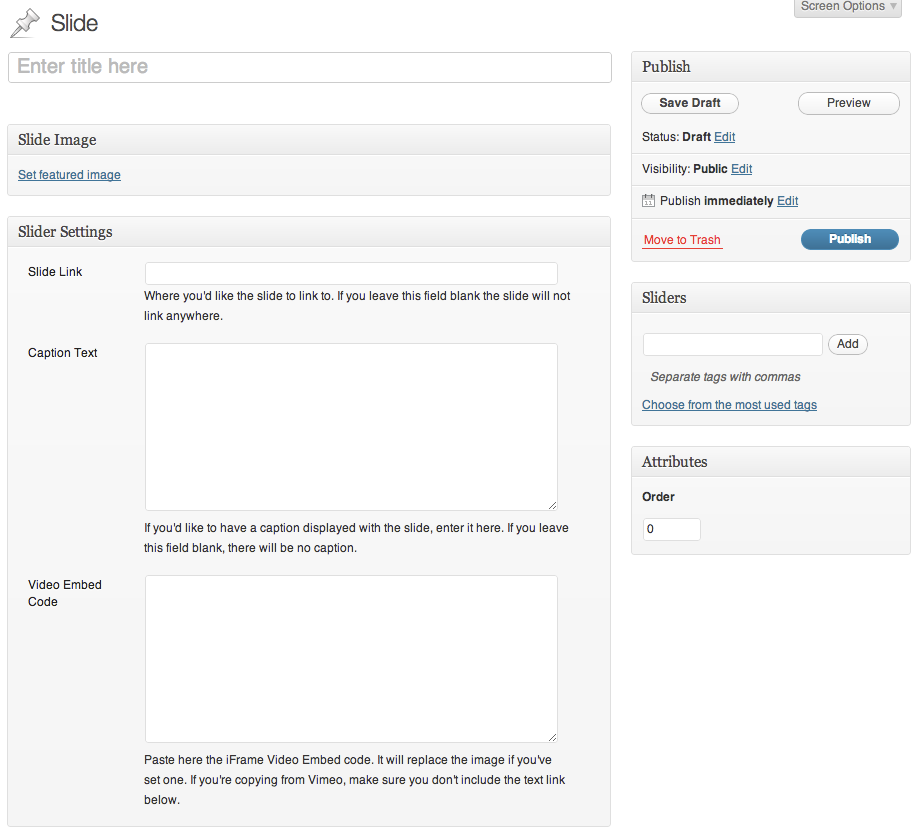 Screen Options
Slide
Enter title here
Slide Image
Set featured image
Slider Settings
Slide Link
Where you'd like the slide to link to. If you leave this field blank the slide will not
link anywhere.
Caption Text
If you'd like to have a caption displayed with the slide, enter it here. If you leave
this field blank, there will be no caption.
Video Embed
Code
Paste here the iFrame Video Embed code. It will replace the image if you've
set one. If you're copying from Vimeo, make sure you don't include the text link
below.
Publish
Save Draft
Preview
Status: Draft Edit
Visibility: Public Edit
11 Publish immediately Edit
Move to Trash
Publish
Sliders
Add
Separate tags with commas
Choose from the most used tags
Attributes
Order
0